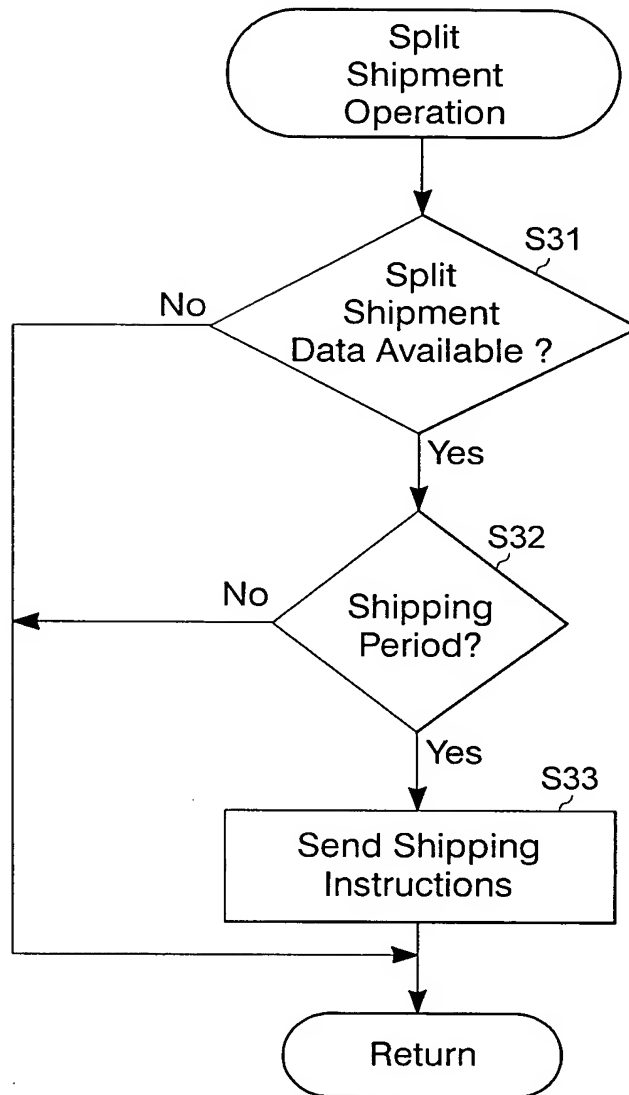 Split
Shipment
Operation
S31
Split
Shipment
Data Available ?
No
Yes
S32
Shipping
Period?
No
Yes
S33
Send Shipping
Instructions
Return